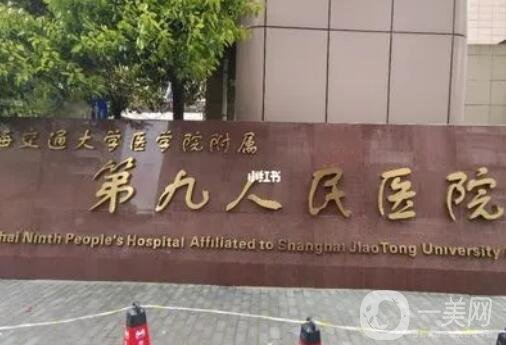 海交通大学医学院附属
第九人民医院
hai Ninth People's Hospital Affiliated to Shanghai JiaoTong University
小红书
一美网